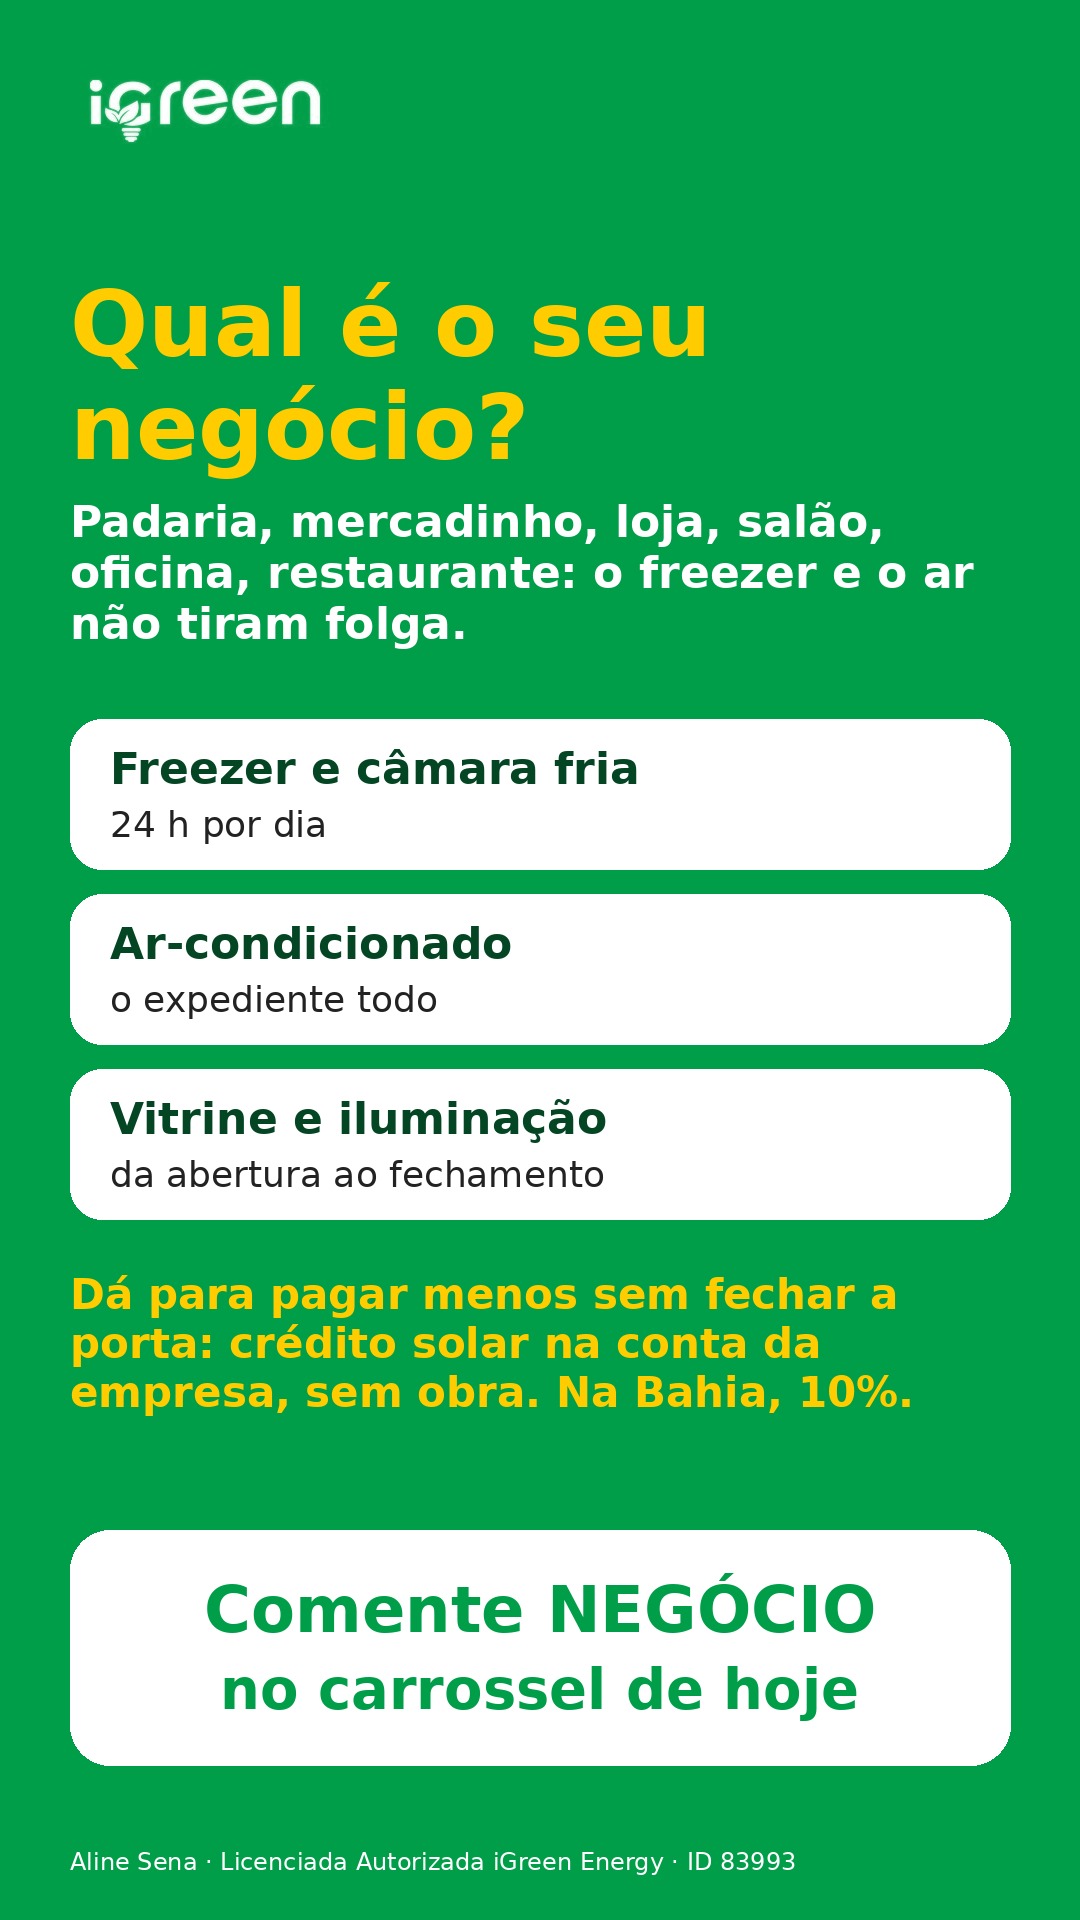 iGreen
Qual é o seu
negócio?
Padaria, mercadinho, loja, salão,
oficina, restaurante: o freezer e o ar
não tiram folga.
Freezer e câmara fria
24 h por dia
Ar-condicionado
o expediente todo
Vitrine e iluminação
da abertura ao fechamento
Dá para pagar menos sem fechar a
porta: crédito solar na conta da
empresa, sem obra. Na Bahia, 10%.
Comente NEGÓCIO
no carrossel de hoje
Aline Sena · Licenciada Autorizada iGreen Energy · ID 83993